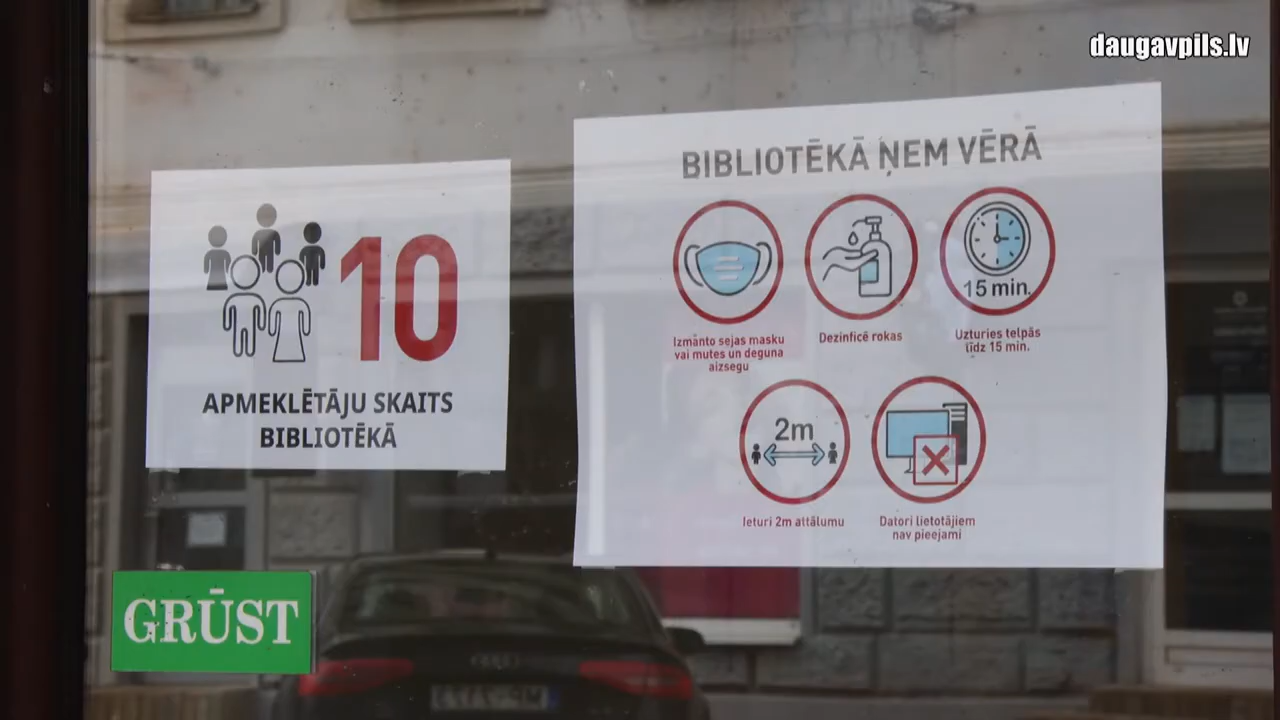 daugavpils.lv
10
APMEKLĒTĀJU SKAITS
BIBLIOTĒKĀ
BIBLIOTĒKĀ ŅEM VĒRĀ
15 min.
Izmanto sejas masku
vai mutes un deguna
aizsegu
Dezinficē rokas
Uzturies telpās
līdz 15 min.
2m
Ieturi 2m attālumu
Datori lietotājiem
nav pieejami
GRŪST